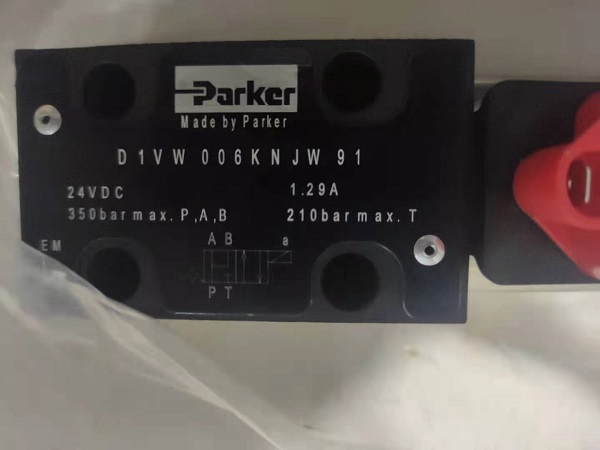 Parker
Made by Parker
D1VW006KNJW91
24VDC 1.29A
350bar max. P,A,B 210bar max. T
EM
A B a
P T